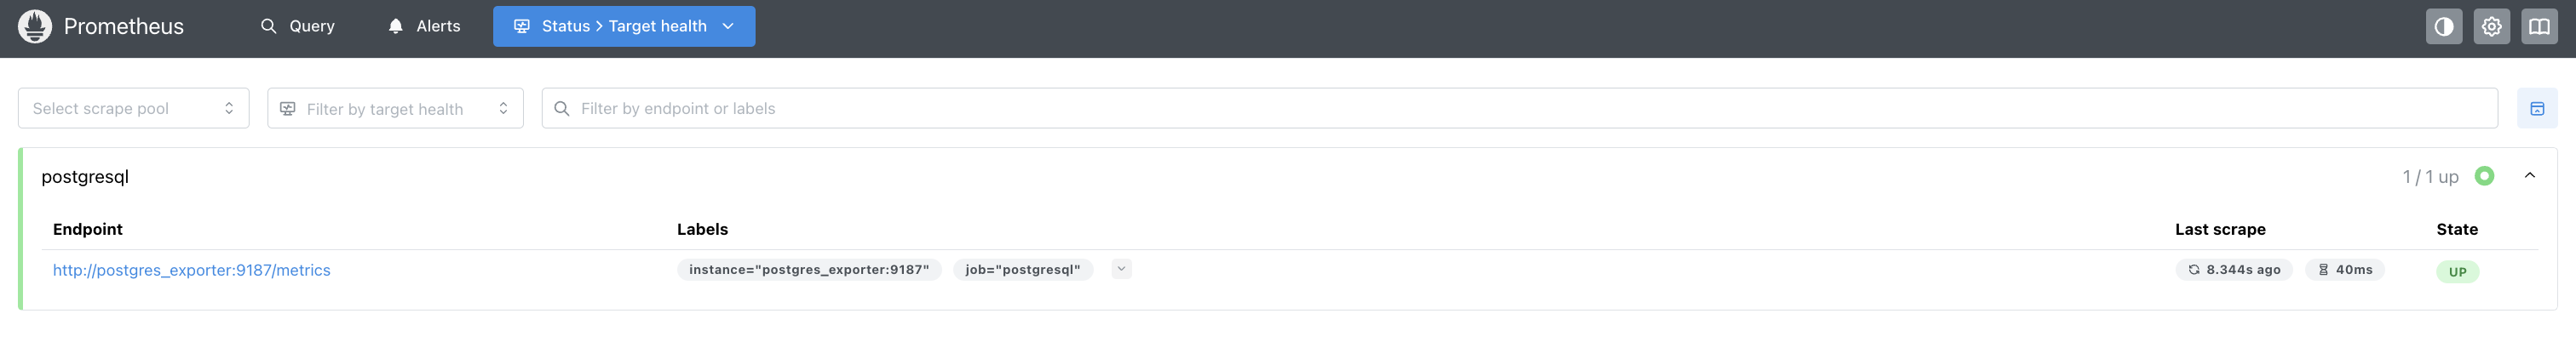 Prometheus Query Alerts Status > Target health
Select scrape pool Filter by target health Filter by endpoint or labels
postgresql 1 / 1 up
Endpoint Labels Last scrape State
http://postgres_exporter:9187/metrics instance="postgres_exporter:9187" job="postgresql" 8.344s ago 40ms UP